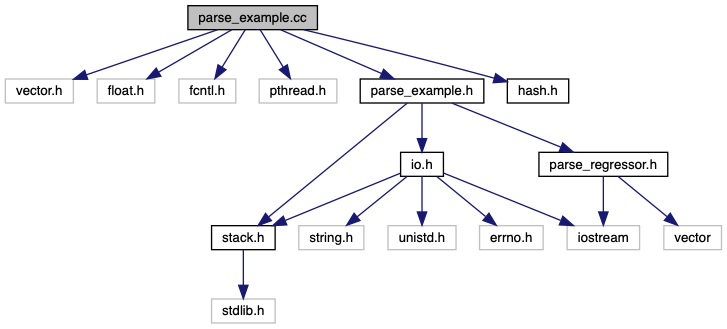 parse_example.cc
vector.h
float.h
fcntl.h
pthread.h
parse_example.h
hash.h
io.h
parse_regressor.h
stack.h
string.h
unistd.h
errno.h
iostream
vector
stdlib.h